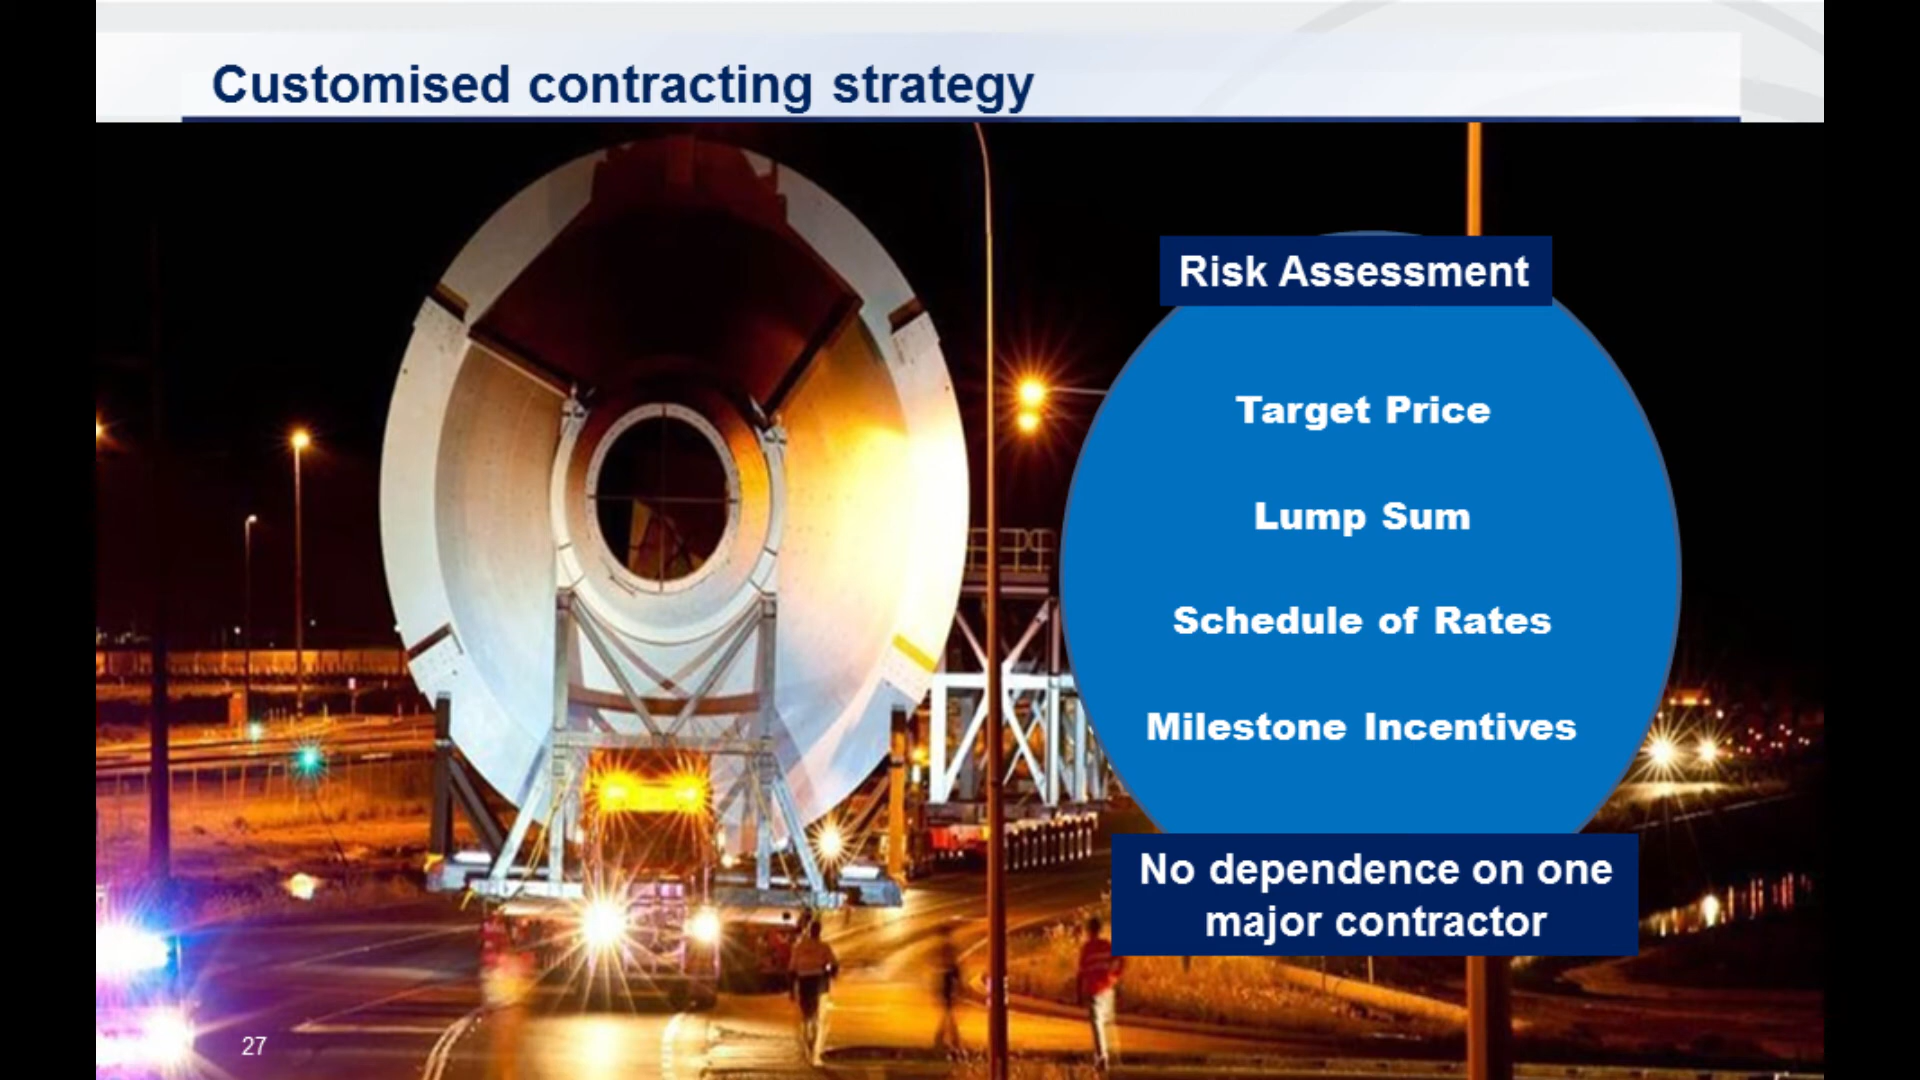 Customised contracting strategy
Risk Assessment
Target Price
Lump Sum
Schedule of Rates
Milestone Incentives
No dependence on one
major contractor
27